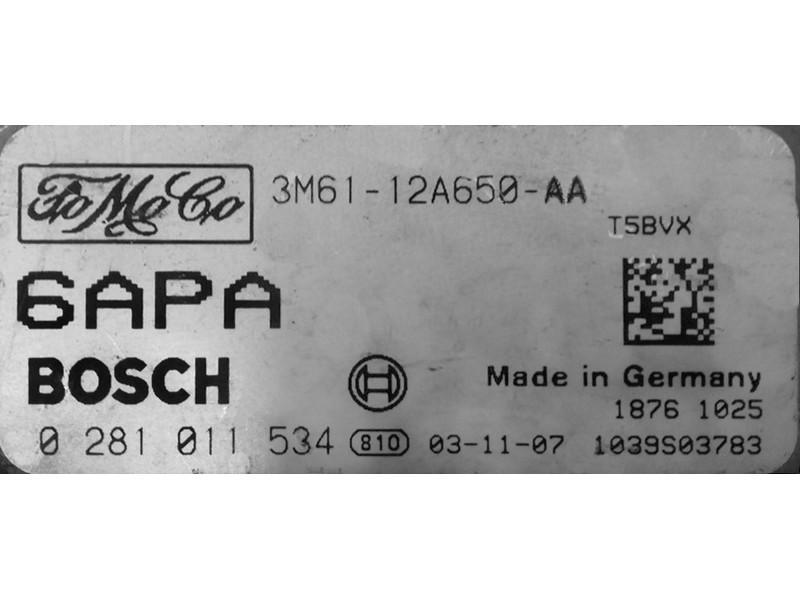 FoMoCo 3M61-12A650-AA
T5BVX
6APA
BOSCH Made in Germany
1876 1025
0 281 011 534 810 03-11-07 1039S03783